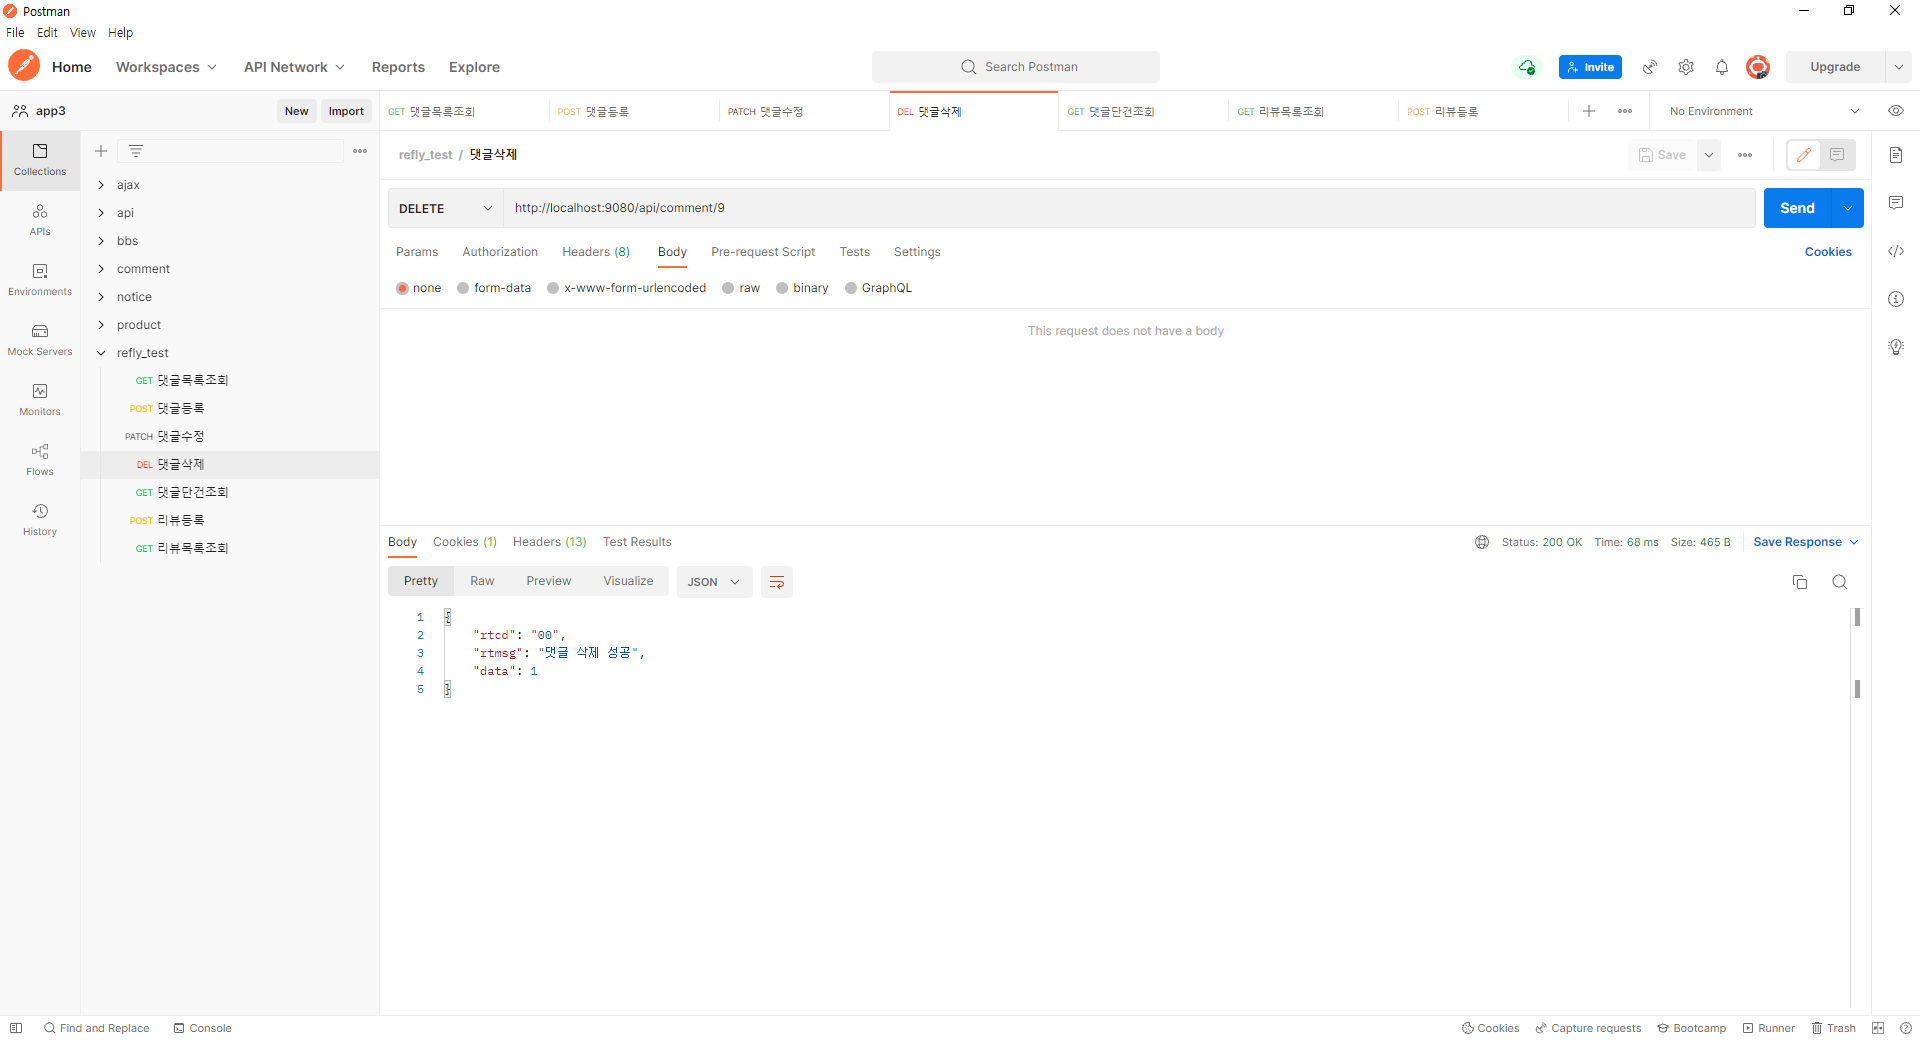 Postman
File Edit View Help
Home Workspaces API Network Reports Explore Search Postman Invite Upgrade
app3 New Import
GET 댓글목록조회 POST 댓글등록 PATCH 댓글수정 DEL 댓글삭제 GET 댓글단건조회 GET 리뷰목록조회 POST 리뷰등록 No Environment
Collections
APIs
Environments
Mock Servers
Monitors
Flows
History
ajax
api
bbs
comment
notice
product
refly_test
GET 댓글목록조회
POST 댓글등록
PATCH 댓글수정
DEL 댓글삭제
GET 댓글단건조회
POST 리뷰등록
GET 리뷰목록조회
refly_test / 댓글삭제 Save
DELETE http://localhost:9080/api/comment/9 Send
Params Authorization Headers (8) Body Pre-request Script Tests Settings Cookies
none form-data x-www-form-urlencoded raw binary GraphQL
This request does not have a body
Body Cookies (1) Headers (13) Test Results Status: 200 OK Time: 68 ms Size: 465 B Save Response
Pretty Raw Preview Visualize JSON
1 {
2 "rtcd": "00",
3 "rtmsg": "댓글 삭제 성공",
4 "data": 1
5 }
Find and Replace Console Cookies Capture requests Bootcamp Runner Trash